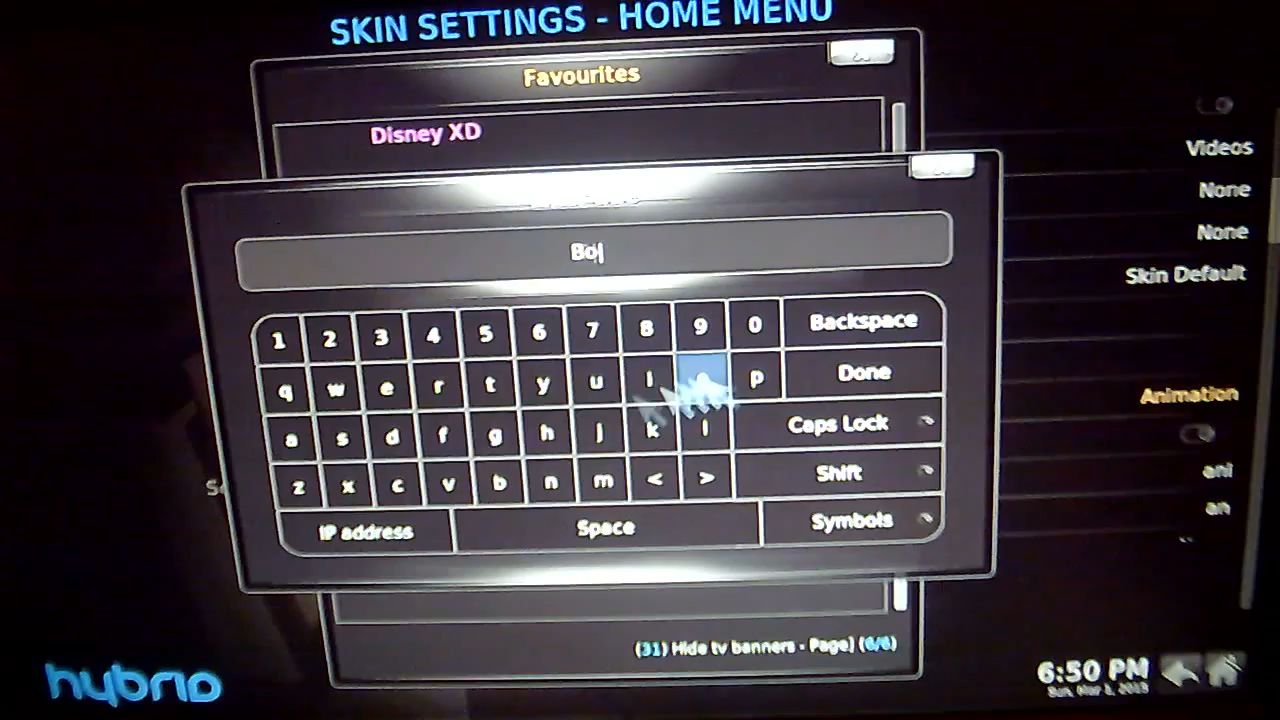 SKIN SETTINGS - HOME MENU
Favourites
Disney XD
Videos
None
None
Skin Default
Bo
1 2 3 4 5 6 7 8 9 0 Backspace
q w e r t y u i o p Done
a s d f g h j k l Caps Lock
z x c v b n m < > Shift
IP address Space Symbols
Animation
ani
an
(31) Hide tv banners - Page) (6/6)
hybrid
6:50 PM